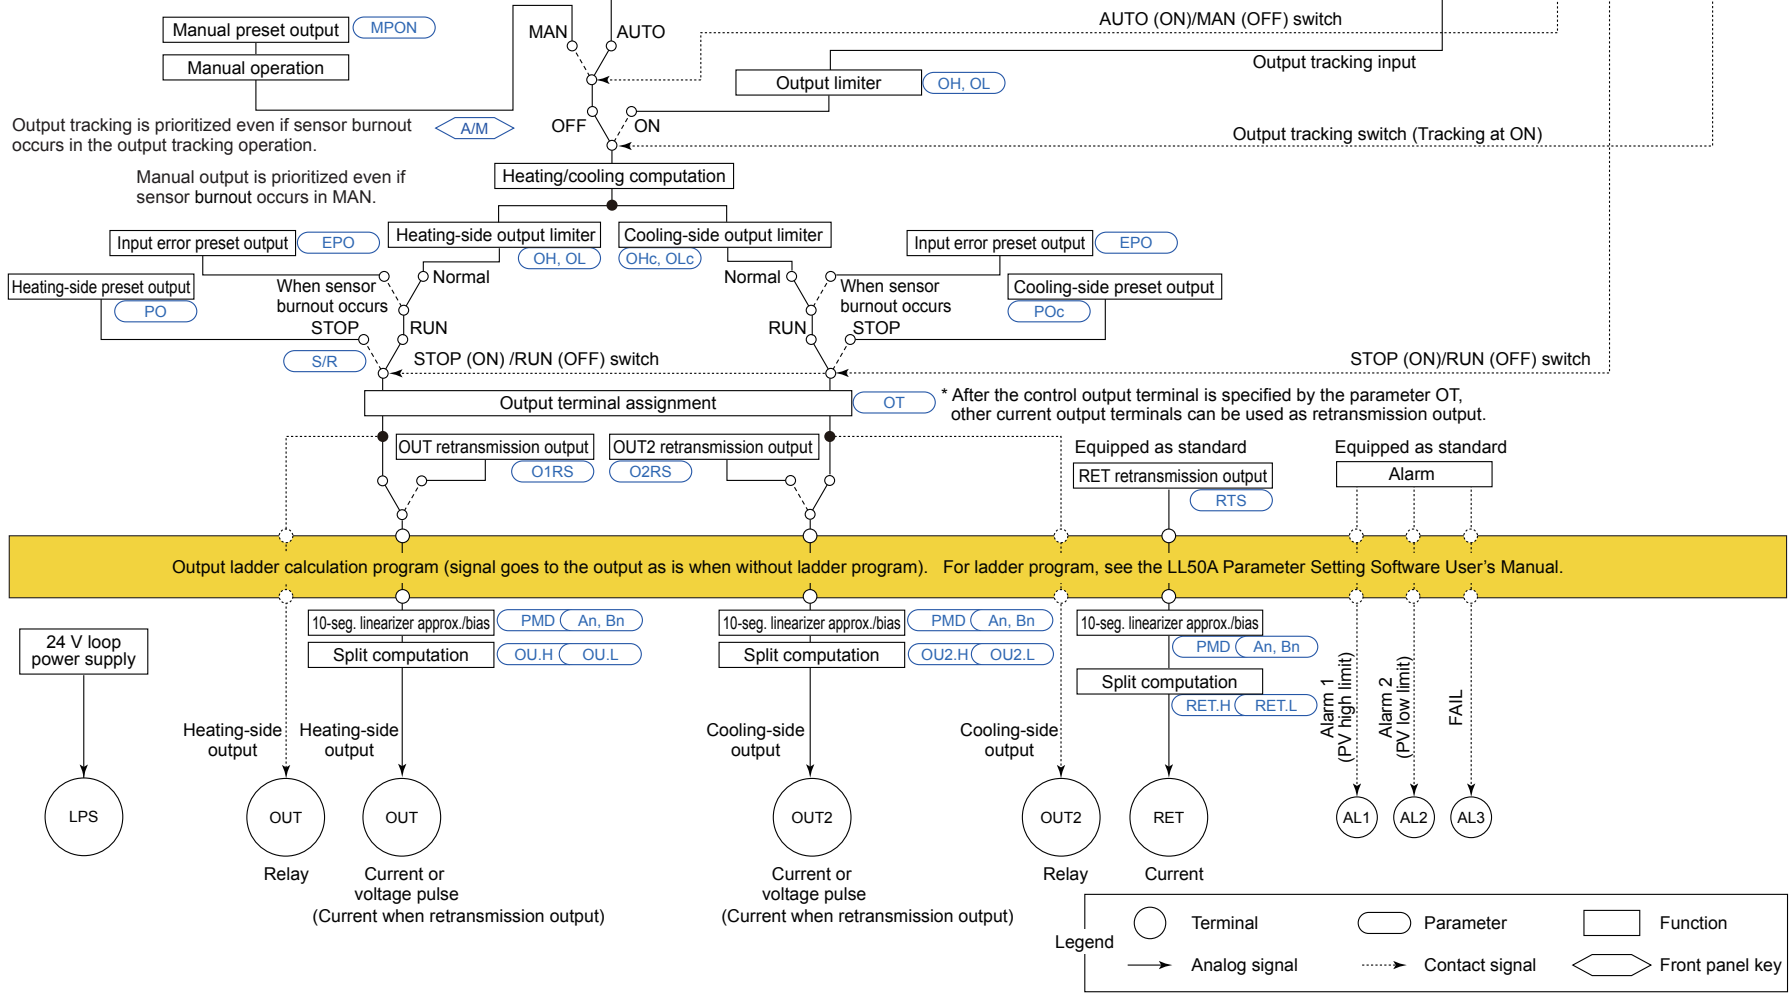 AUTO (ON)/MAN (OFF) switch
Manual preset output
MPON
MAN
AUTO
Manual operation
Output tracking input
Output limiter
OH, OL
Output tracking is prioritized even if sensor burnout
occurs in the output tracking operation.
A/M
OFF
ON
Output tracking switch (Tracking at ON)
Manual output is prioritized even if
sensor burnout occurs in MAN.
Heating/cooling computation
Input error preset output
EPO
Heating-side output limiter
OH, OL
Cooling-side output limiter
OHc, OLc
Input error preset output
EPO
Heating-side preset output
PO
When sensor
burnout occurs
Normal
Normal
When sensor
burnout occurs
Cooling-side preset output
POc
STOP
RUN
RUN
STOP
S/R
STOP (ON) /RUN (OFF) switch
STOP (ON)/RUN (OFF) switch
Output terminal assignment
OT
* After the control output terminal is specified by the parameter OT,
other current output terminals can be used as retransmission output.
OUT retransmission output
O1RS
OUT2 retransmission output
O2RS
Equipped as standard
RET retransmission output
RTS
Equipped as standard
Alarm
Output ladder calculation program (signal goes to the output as is when without ladder program). For ladder program, see the LL50A Parameter Setting Software User's Manual.
24 V loop
power supply
10-seg. linearizer approx./bias
PMD
An, Bn
Split computation
OU.H
OU.L
10-seg. linearizer approx./bias
PMD
An, Bn
Split computation
OU2.H
OU2.L
10-seg. linearizer approx./bias
PMD
An, Bn
Split computation
RET.H
RET.L
Alarm 1
(PV high limit)
Alarm 2
(PV low limit)
FAIL
Heating-side
output
Heating-side
output
Cooling-side
output
Cooling-side
output
LPS
OUT
OUT
OUT2
OUT2
RET
AL1
AL2
AL3
Relay
Current or
voltage pulse
(Current when retransmission output)
Current or
voltage pulse
(Current when retransmission output)
Relay
Current
Legend
Terminal
Parameter
Function
Analog signal
Contact signal
Front panel key